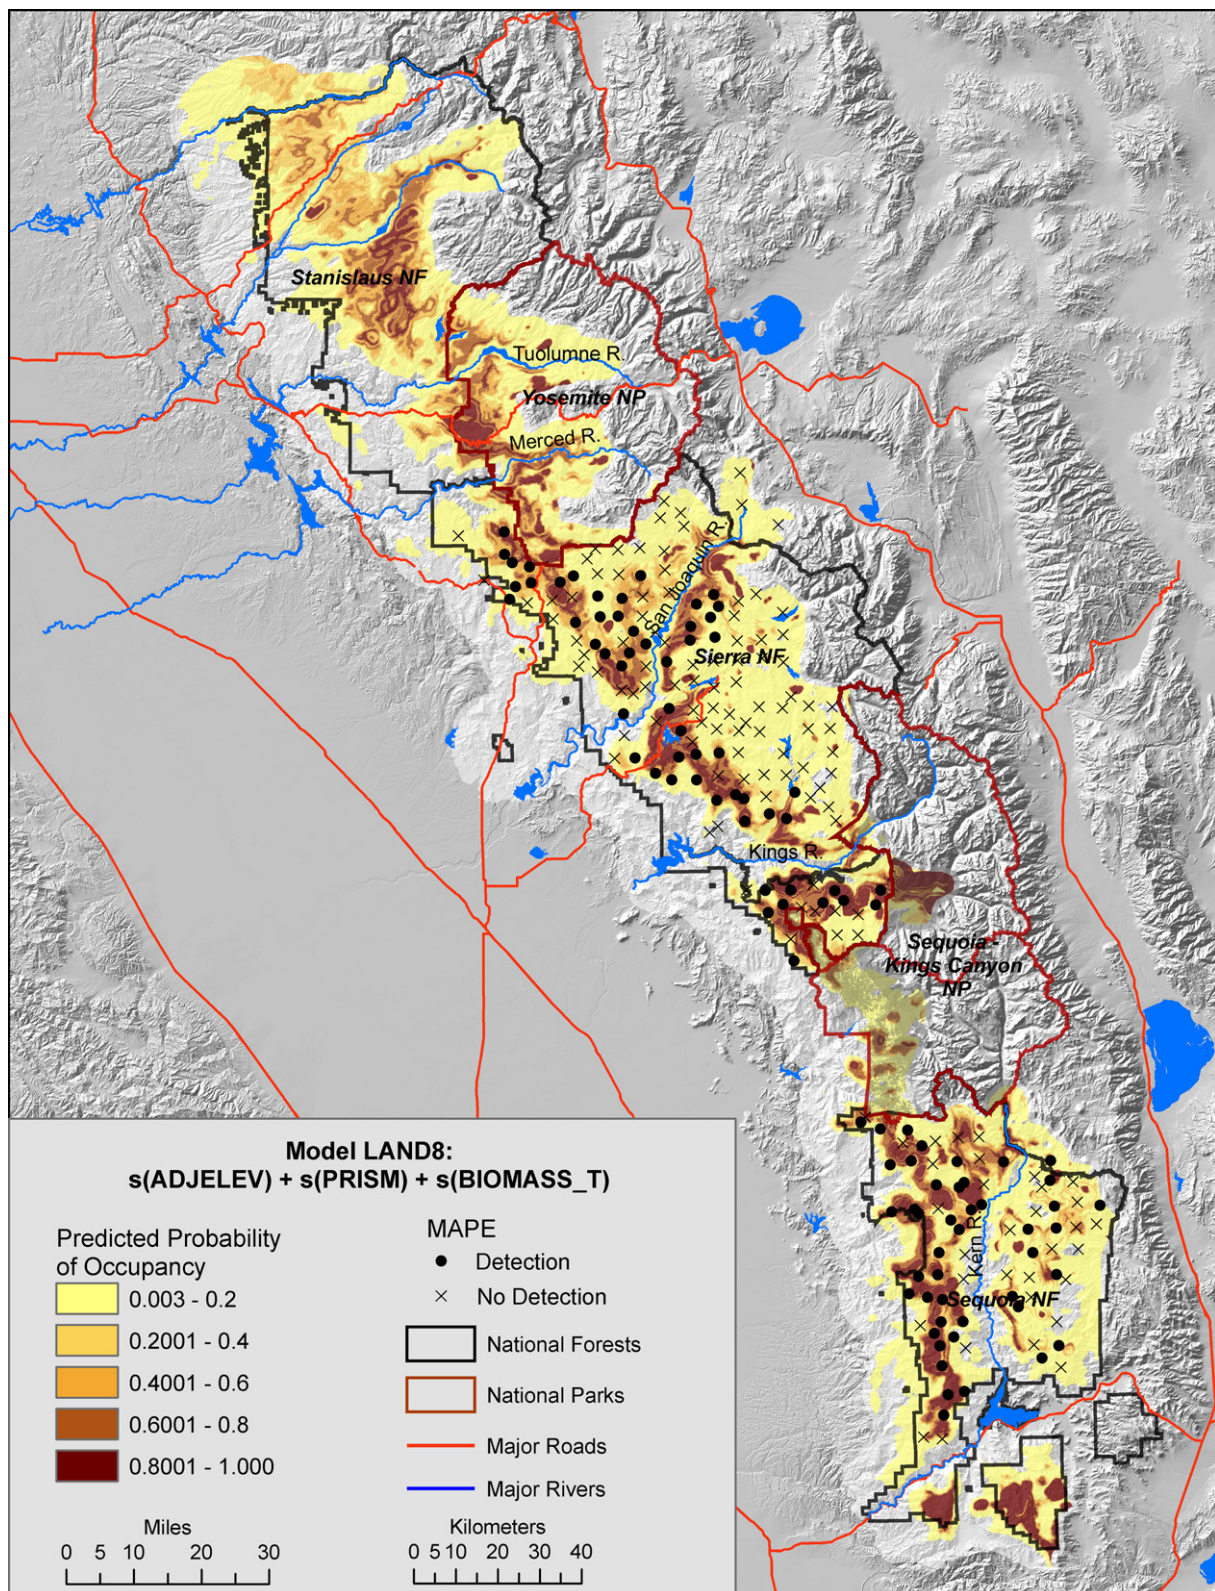 Stanislaus NF
Tuolumne R.
Yosemite NP
Merced R.
San Joaquin R.
Sierra NF
Kings R.
Sequoia -
Kings Canyon
NP
Kern R.
Sequoia NF
Model LAND8:
s(ADJELEV) + s(PRISM) + s(BIOMASS_T)
Predicted Probability
of Occupancy
0.003 - 0.2
0.2001 - 0.4
0.4001 - 0.6
0.6001 - 0.8
0.8001 - 1.000
MAPE
Detection
No Detection
National Forests
National Parks
Major Roads
Major Rivers
Miles
0 5 10 20 30
Kilometers
0 5 10 20 30 40